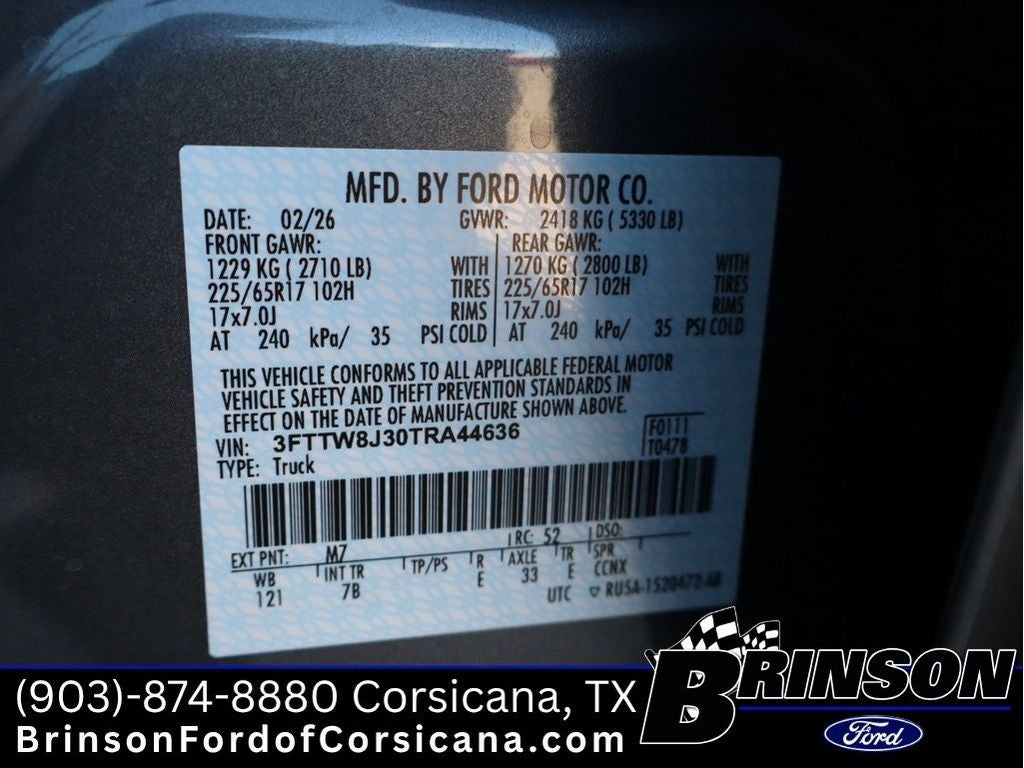 MFD. BY FORD MOTOR CO.
DATE: 02/26 GVWR: 2418 KG ( 5330 LB)
FRONT GAWR: REAR GAWR:
1229 KG ( 2710 LB) WITH 1270 KG ( 2800 LB) WITH
225/65R17 102H TIRES 225/65R17 102H TIRES
17x7.0J RIMS 17x7.0J RIMS
AT 240 kPa/ 35 PSI COLD AT 240 kPa/ 35 PSI COLD
THIS VEHICLE CONFORMS TO ALL APPLICABLE FEDERAL MOTOR
VEHICLE SAFETY AND THEFT PREVENTION STANDARDS IN
EFFECT ON THE DATE OF MANUFACTURE SHOWN ABOVE.
VIN: 3FTTW8J30TRA44636 F0111
TYPE: Truck T0478
EXT PNT: M7 RC: 52 DSO:
WB INT TR TP/PS R AXLE TR SPR
121 7B E 33 E CCNX
UTC ▽ RU5A-1520472-AB
BRINSON
Ford
(903)-874-8880 Corsicana, TX
BrinsonFordofCorsicana.com